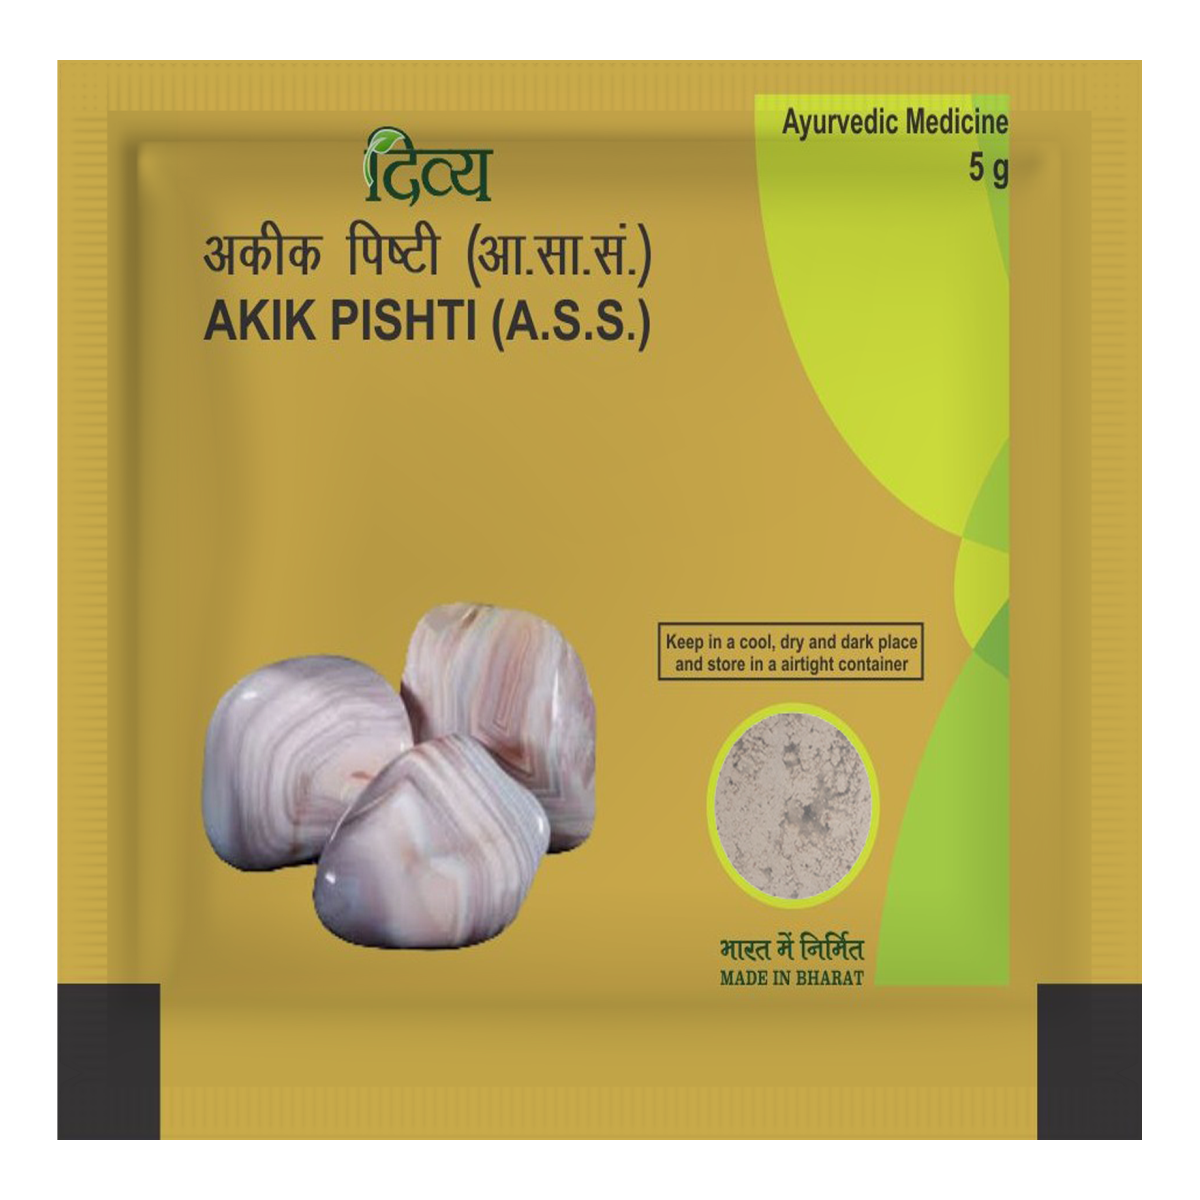 दिव्य
अकीक पिष्टी (आ.सा.सं.)
AKIK PISHTI (A.S.S.)
Ayurvedic Medicine
5 g
Keep in a cool, dry and dark place
and store in a airtight container
भारत में निर्मित
MADE IN BHARAT